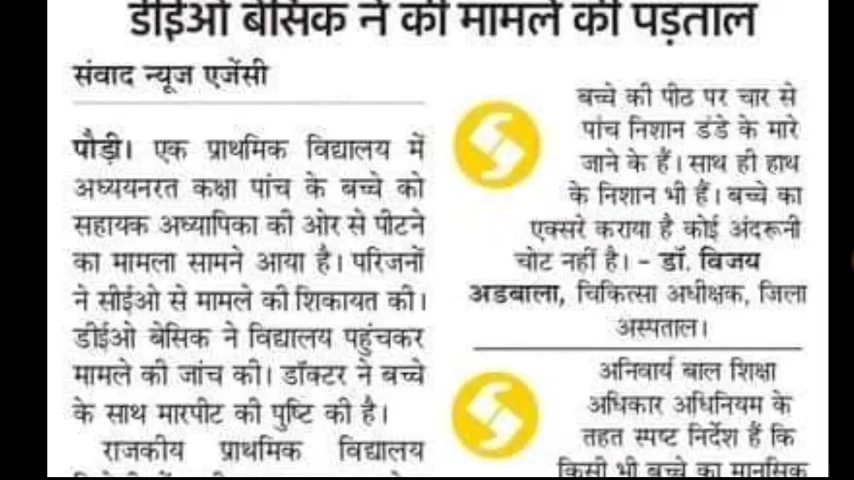 डीईओ बेसिक ने की मामले की पड़ताल
संवाद न्यूज एजेंसी
पौड़ी। एक प्राथमिक विद्यालय में
अध्ययनरत कक्षा पांच के बच्चे को
सहायक अध्यापिका की ओर से पीटने
का मामला सामने आया है। परिजनों
ने सीईओ से मामले की शिकायत की।
डीईओ बेसिक ने विद्यालय पहुंचकर
मामले की जांच की। डॉक्टर ने बच्चे
के साथ मारपीट की पुष्टि की है।
राजकीय प्राथमिक विद्यालय
बच्चे की पीठ पर चार से
पांच निशान डंडे के मारे
जाने के हैं। साथ ही हाथ
के निशान भी हैं। बच्चे का
एक्सरे कराया है कोई अंदरूनी
चोट नहीं है। - डॉ. विजय
अडबाला, चिकित्सा अधीक्षक, जिला
अस्पताल।
अनिवार्य बाल शिक्षा
अधिकार अधिनियम के
तहत स्पष्ट निर्देश हैं कि
किसी भी बच्चे का मानसिक